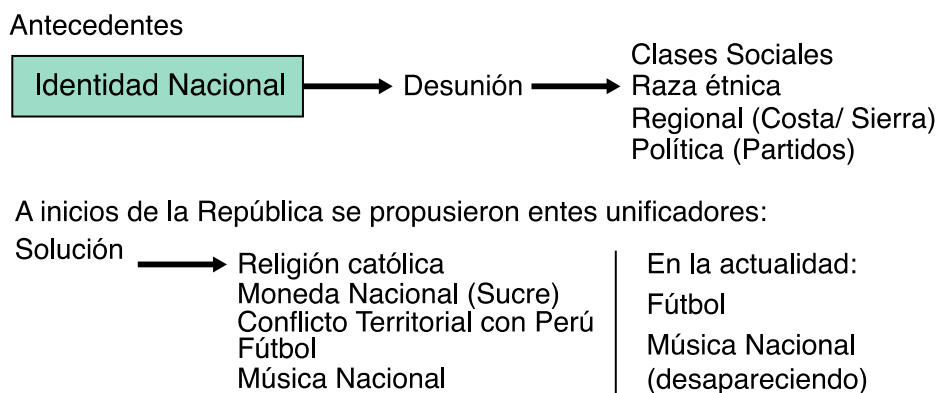 Antecedentes
Identidad Nacional
Desunión
Clases Sociales
Raza étnica
Regional (Costa/ Sierra)
Política (Partidos)
A inicios de la República se propusieron entes unificadores:
Solución
Religión católica
Moneda Nacional (Sucre)
Conflicto Territorial con Perú
Fútbol
Música Nacional
En la actualidad:
Fútbol
Música Nacional
(desapareciendo)